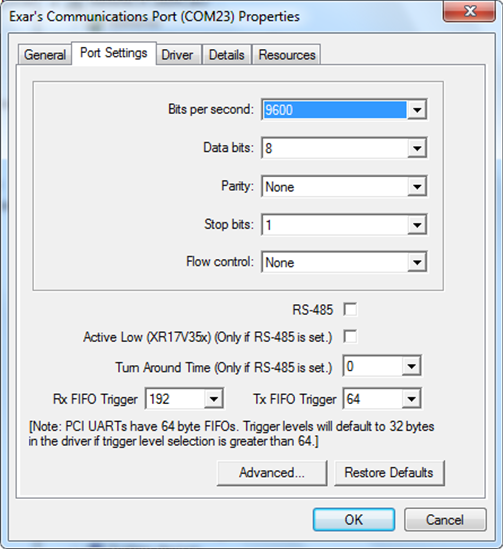 Exar's Communications Port (COM23) Properties
General Port Settings Driver Details Resources
Bits per second: 9600
Data bits: 8
Parity: None
Stop bits: 1
Flow control: None
RS-485
Active Low (XR17V35x) (Only if RS-485 is set.)
Turn Around Time (Only if RS-485 is set.) 0
Rx FIFO Trigger 192 Tx FIFO Trigger 64
[Note: PCI UARTs have 64 byte FIFOs. Trigger levels will default to 32 bytes
in the driver if trigger level selection is greater than 64.]
Advanced... Restore Defaults
OK Cancel